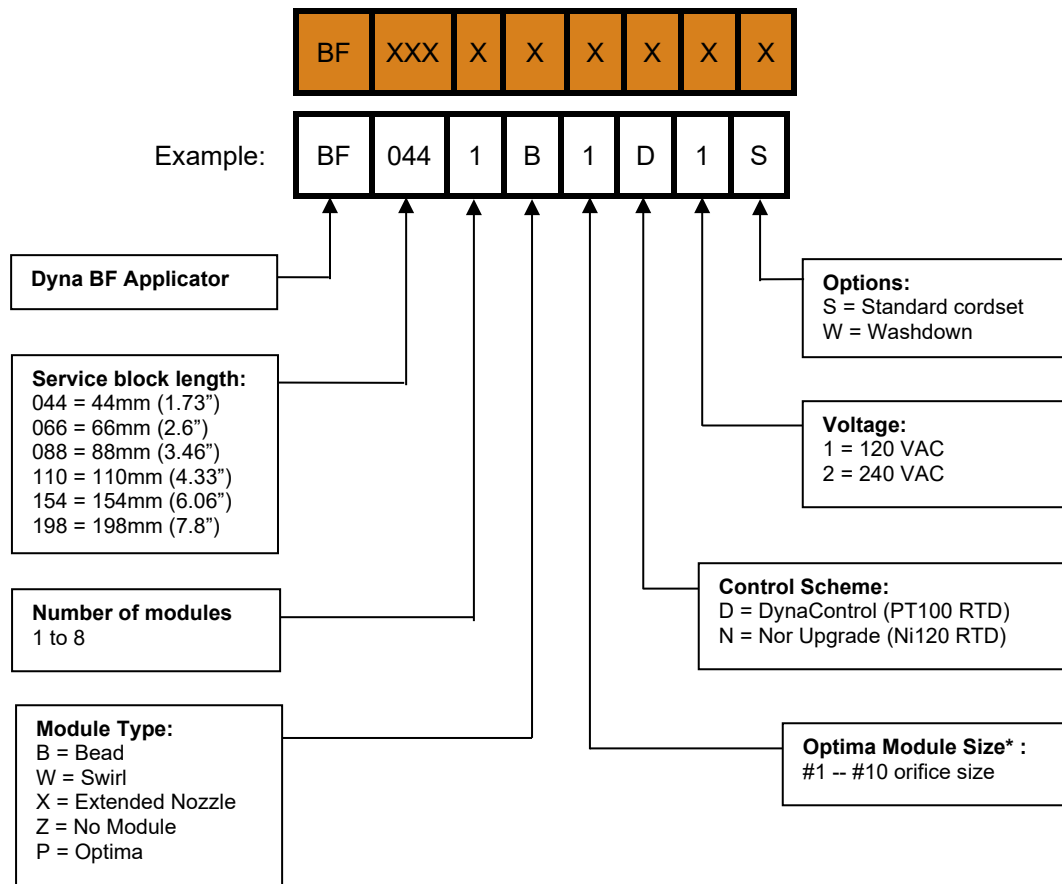 BF XXX X X X X X X
Example: BF 044 1 B 1 D 1 S
Dyna BF Applicator
Service block length:
044 = 44mm (1.73”)
066 = 66mm (2.6”)
088 = 88mm (3.46”)
110 = 110mm (4.33”)
154 = 154mm (6.06”)
198 = 198mm (7.8”)
Number of modules
1 to 8
Module Type:
B = Bead
W = Swirl
X = Extended Nozzle
Z = No Module
P = Optima
Options:
S = Standard cordset
W = Washdown
Voltage:
1 = 120 VAC
2 = 240 VAC
Control Scheme:
D = DynaControl (PT100 RTD)
N = Nor Upgrade (Ni120 RTD)
Optima Module Size* :
#1 -- #10 orifice size